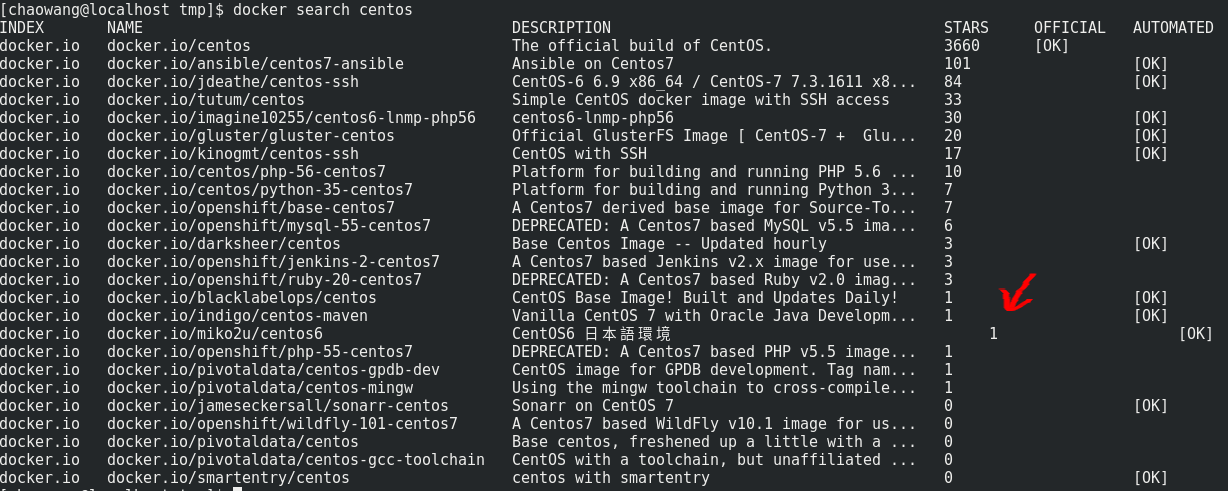 [chaowang@localhost tmp]$ docker search centos
INDEX NAME DESCRIPTION STARS OFFICIAL AUTOMATED
docker.io docker.io/centos The official build of CentOS. 3660 [OK]
docker.io docker.io/ansible/centos7-ansible Ansible on Centos7 101 [OK]
docker.io docker.io/jdeathe/centos-ssh CentOS-6 6.9 x86_64 / CentOS-7 7.3.1611 x8... 84 [OK]
docker.io docker.io/tutum/centos Simple CentOS docker image with SSH access 33
docker.io docker.io/imagine10255/centos6-lnmp-php56 centos6-lnmp-php56 30 [OK]
docker.io docker.io/gluster/gluster-centos Official GlusterFS Image [ CentOS-7 + Glu... 20 [OK]
docker.io docker.io/kinogmt/centos-ssh CentOS with SSH 17 [OK]
docker.io docker.io/centos/php-56-centos7 Platform for building and running PHP 5.6 ... 10
docker.io docker.io/centos/python-35-centos7 Platform for building and running Python 3... 7
docker.io docker.io/openshift/base-centos7 A Centos7 derived base image for Source-To... 7
docker.io docker.io/openshift/mysql-55-centos7 DEPRECATED: A Centos7 based MySQL v5.5 ima... 6
docker.io docker.io/darksheer/centos Base Centos Image -- Updated hourly 3 [OK]
docker.io docker.io/openshift/jenkins-2-centos7 A Centos7 based Jenkins v2.x image for use... 3
docker.io docker.io/openshift/ruby-20-centos7 DEPRECATED: A Centos7 based Ruby v2.0 imag... 3
docker.io docker.io/blacklabelops/centos CentOS Base Image! Built and Updates Daily! 1 [OK]
docker.io docker.io/indigo/centos-maven Vanilla CentOS 7 with Oracle Java Developm... 1 [OK]
docker.io docker.io/miko2u/centos6 CentOS6 日本語環境 1 [OK]
docker.io docker.io/openshift/php-55-centos7 DEPRECATED: A Centos7 based PHP v5.5 image... 1
docker.io docker.io/pivotaldata/centos-gpdb-dev CentOS image for GPDB development. Tag nam... 1
docker.io docker.io/pivotaldata/centos-mingw Using the mingw toolchain to cross-compile... 1
docker.io docker.io/jameseckersall/sonarr-centos Sonarr on CentOS 7 0 [OK]
docker.io docker.io/openshift/wildfly-101-centos7 A Centos7 based WildFly v10.1 image for us... 0
docker.io docker.io/pivotaldata/centos Base centos, freshened up a little with a ... 0
docker.io docker.io/pivotaldata/centos-gcc-toolchain CentOS with a toolchain, but unaffiliated ... 0
docker.io docker.io/smartentry/centos centos with smartentry 0 [OK]